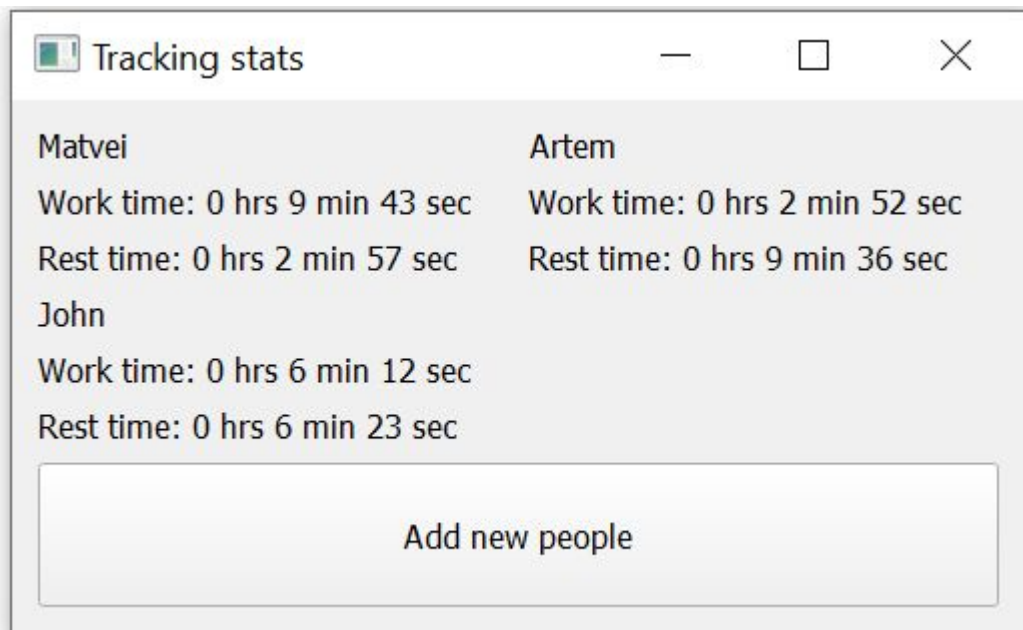 Tracking stats
Matvei
Work time: 0 hrs 9 min 43 sec
Rest time: 0 hrs 2 min 57 sec
Artem
Work time: 0 hrs 2 min 52 sec
Rest time: 0 hrs 9 min 36 sec
John
Work time: 0 hrs 6 min 12 sec
Rest time: 0 hrs 6 min 23 sec
Add new people